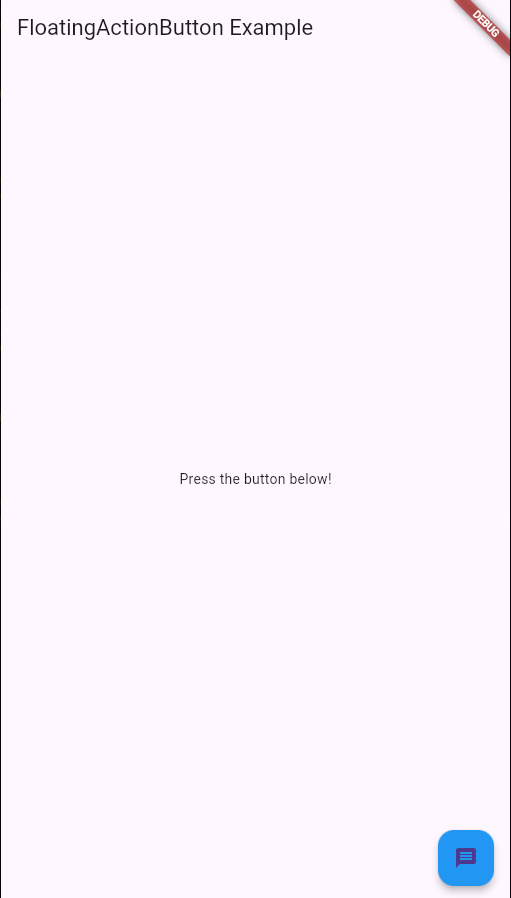 FloatingActionButton Example
DEBUG
Press the button below!